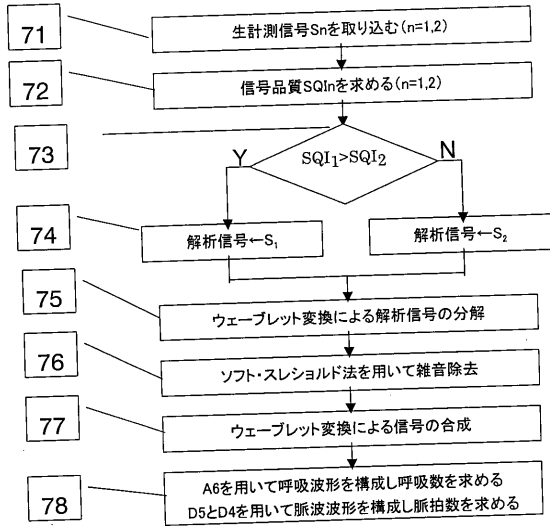 71
生計測信号Snを取り込む(n=1,2)
72
信号品質SQInを求める(n=1,2)
73
SQI1>SQI2
Y
N
74
解析信号←S1
解析信号←S2
75
ウェーブレット変換による解析信号の分解
76
ソフト・スレショルド法を用いて雑音除去
77
ウェーブレット変換による信号の合成
78
A6を用いて呼吸波形を構成し呼吸数を求める
D5とD4を用いて脈波波形を構成し脈拍数を求める